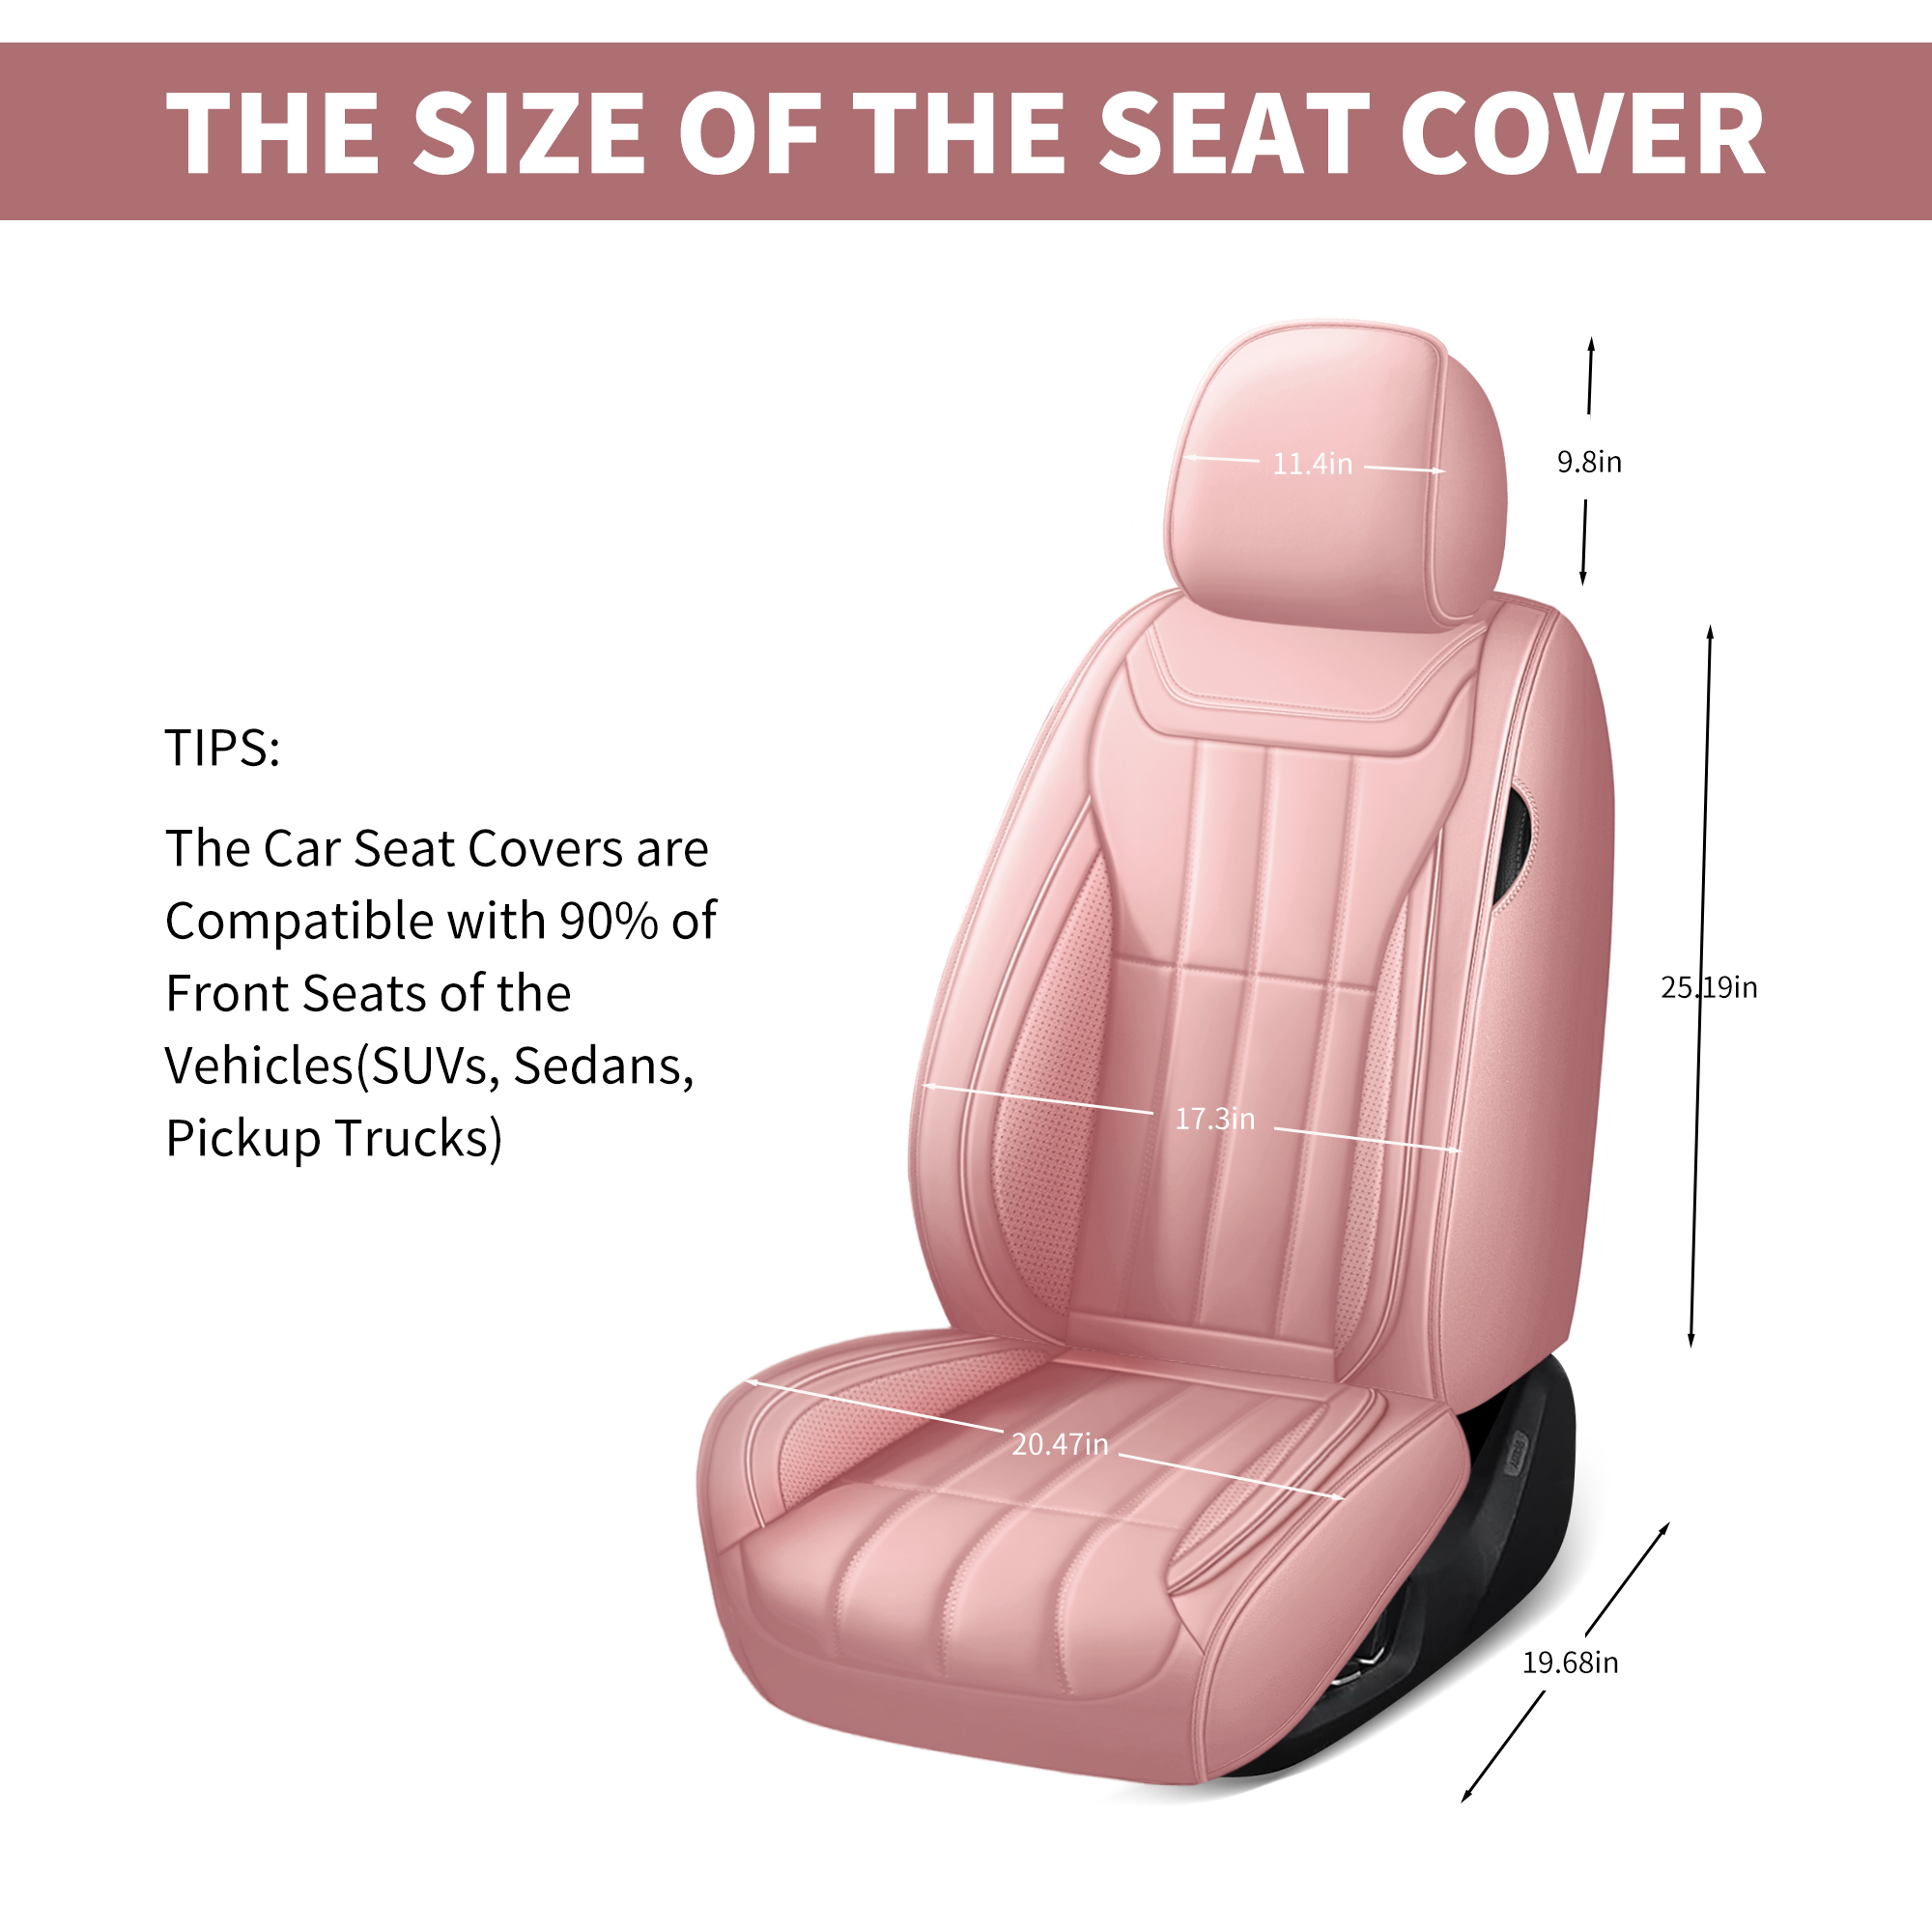 THE SIZE OF THE SEAT COVER
11.4in
9.8in
TIPS:
The Car Seat Covers are
Compatible with 90% of
Front Seats of the
Vehicles(SUVs, Sedans,
Pickup Trucks)
25.19in
17.3in
20.47in
19.68in